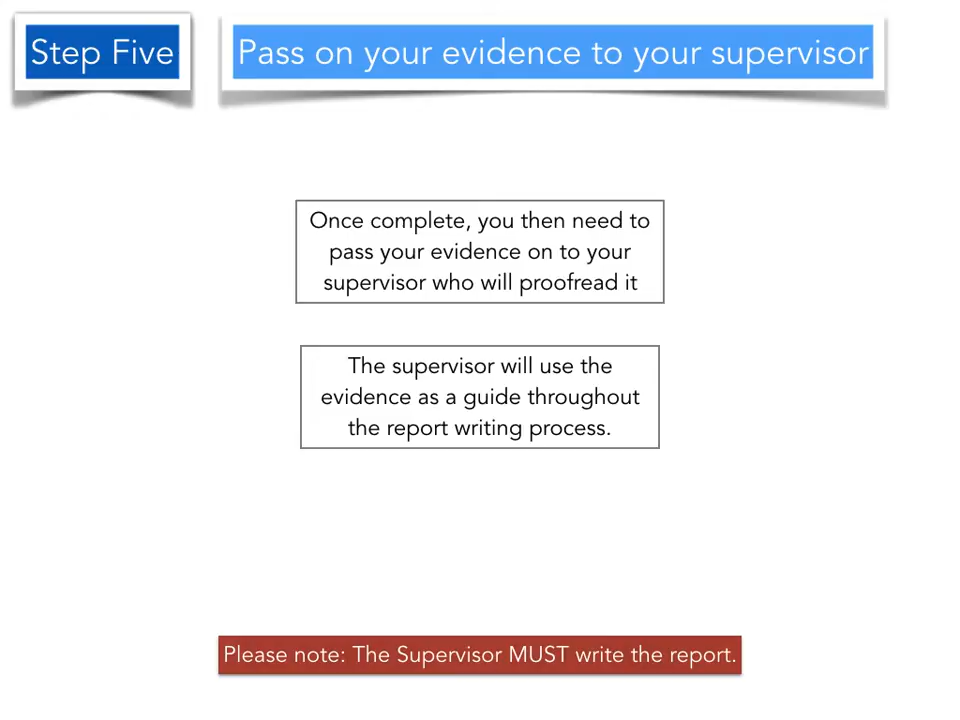 Step Five
Pass on your evidence to your supervisor
Once complete, you then need to
pass your evidence on to your
supervisor who will proofread it
The supervisor will use the
evidence as a guide throughout
the report writing process.
Please note: The Supervisor MUST write the report.